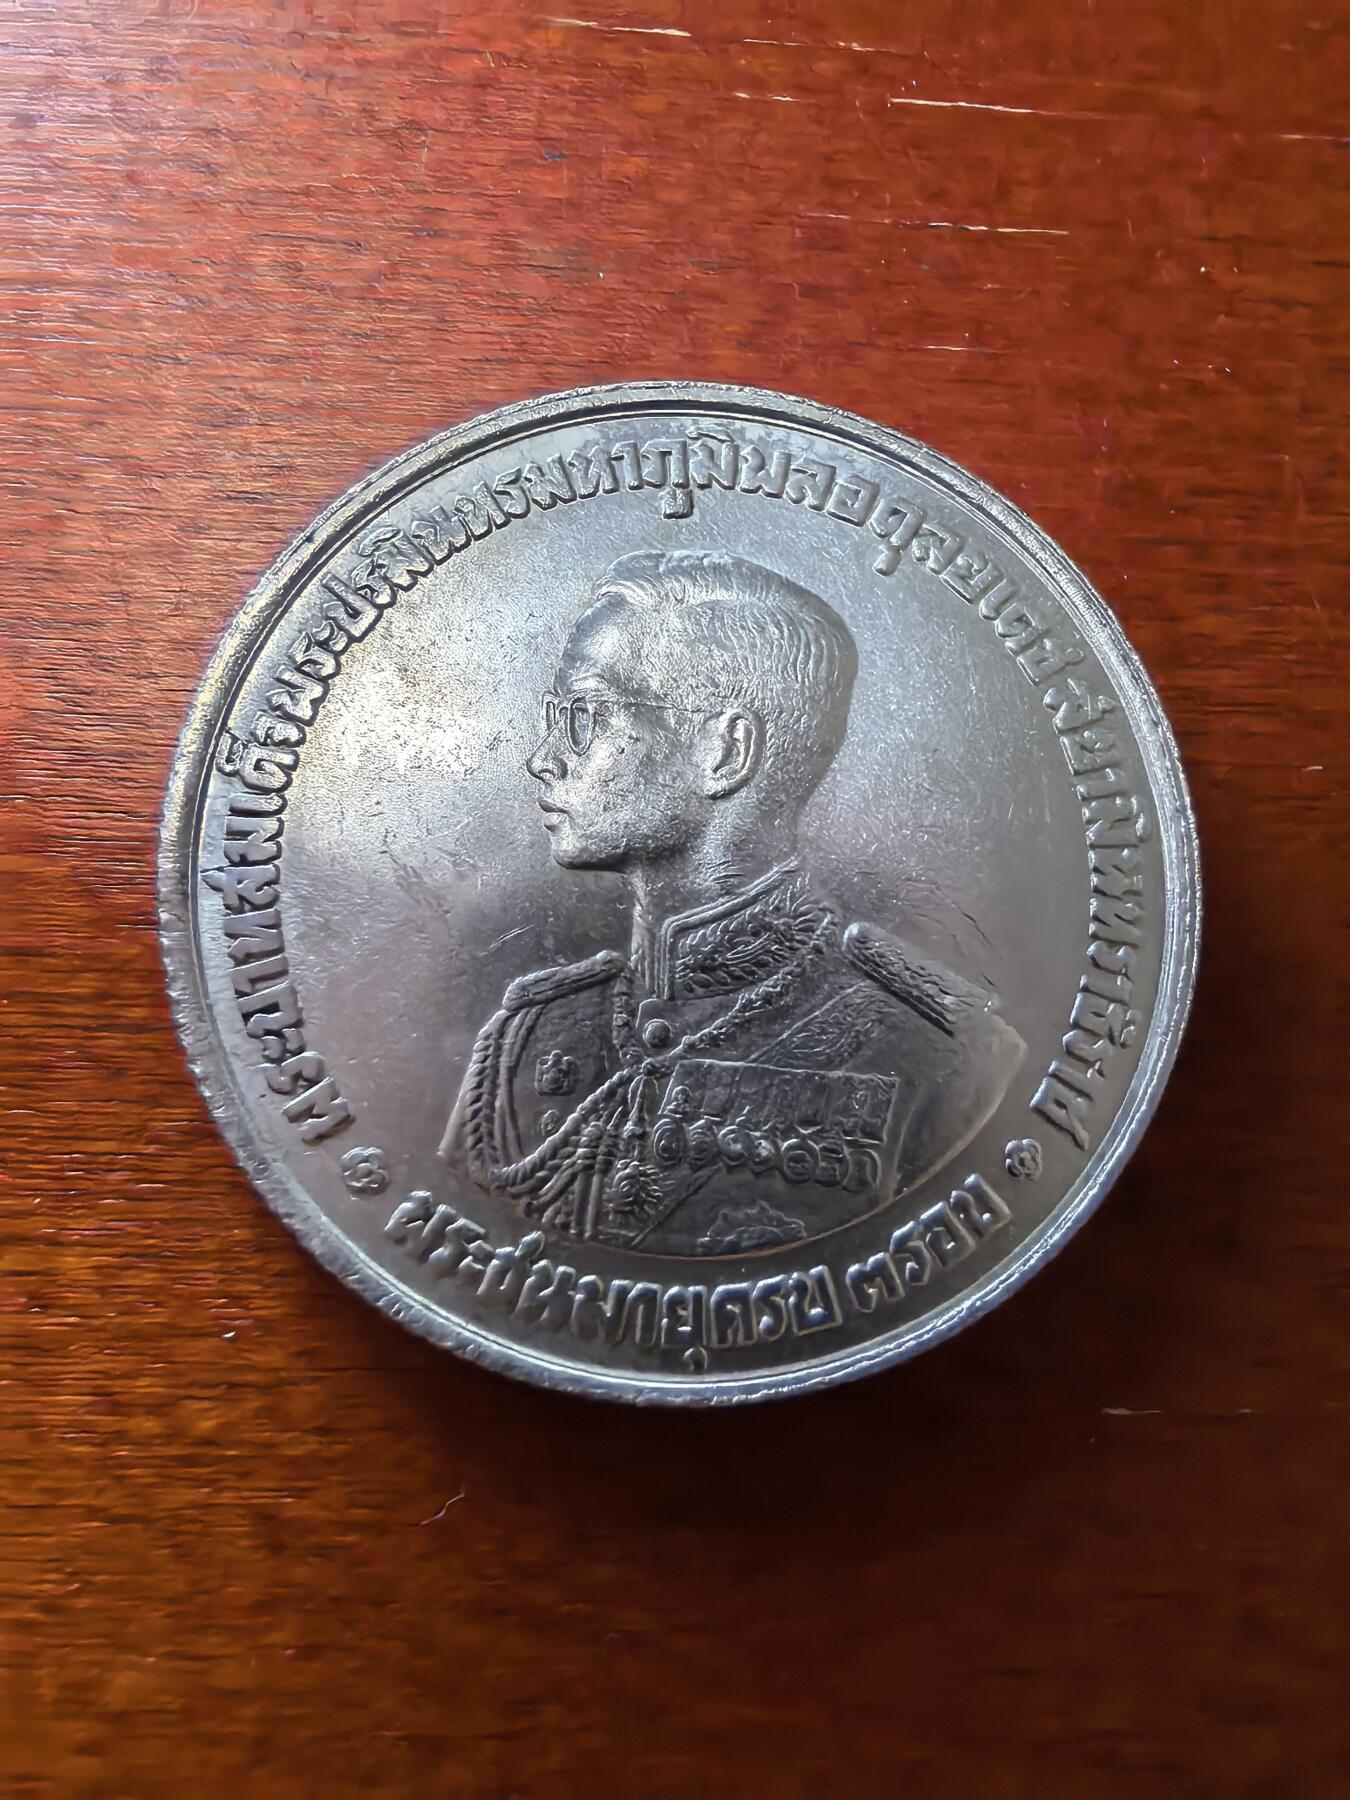 พระบาทสมเด็จพระปรมินทรมหาภูมิพลอดุลยเดช สยามินทราธิราช
พระชนมายุครบ ๓ รอบ